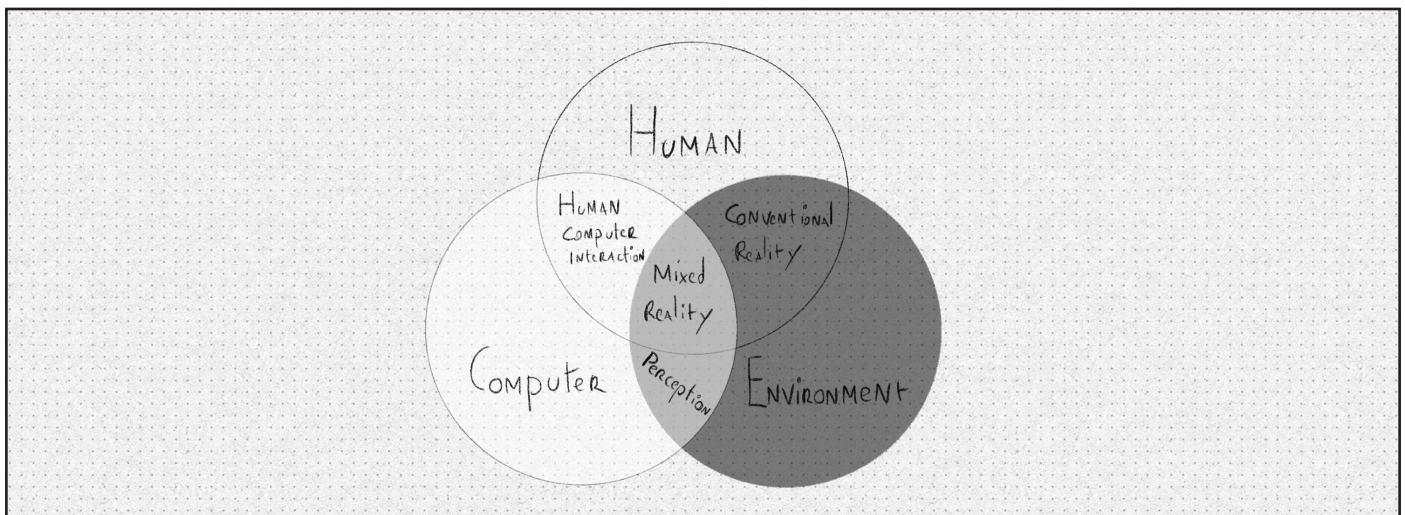 Human
Human
Computer
Interaction
Conventional
Reality
Mixed
Reality
Computer
Perception
Environment